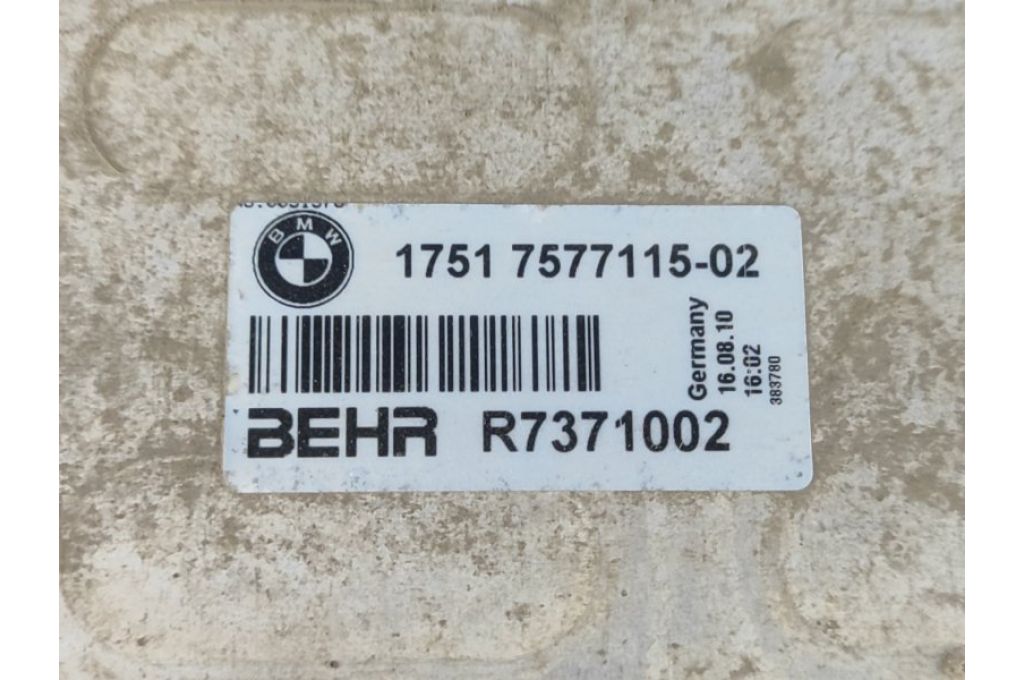 BMW
1751 7577115-02
BEHR R7371002
Germany
16.08.10
16:02
383780